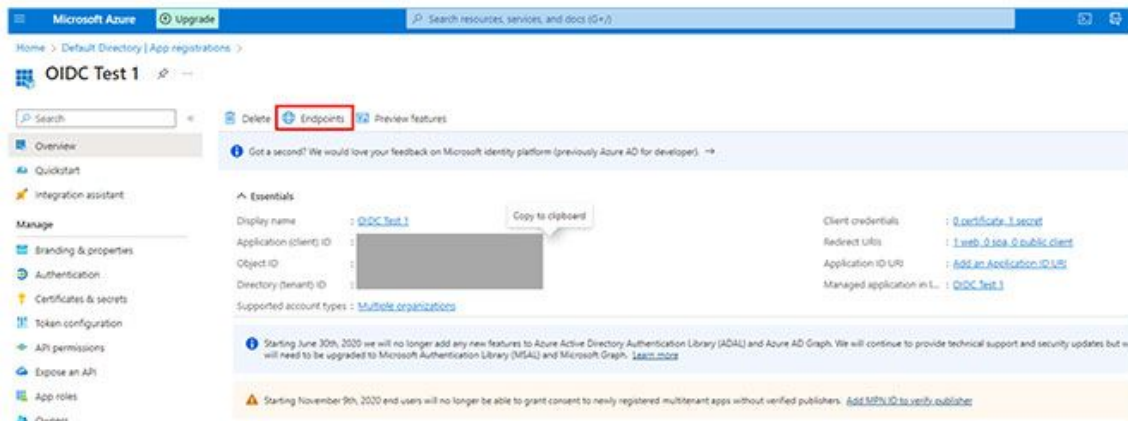 Microsoft Azure
Upgrade
Search resources, services, and docs (G+/)
Home > Default Directory | App registrations >
OIDC Test 1
Search
Delete
Endpoints
Preview features
Overview
Quickstart
Integration assistant
Manage
Branding & properties
Authentication
Certificates & secrets
Token configuration
API permissions
Expose an API
App roles
Owners
Got a second? We would love your feedback on Microsoft identity platform (previously Azure AD for developer). →
Essentials
Display name : OIDC Test 1
Copy to clipboard
Application (client) ID :
Object ID :
Directory (tenant) ID :
Supported account types : Multiple organizations
Client credentials : 0 certificate, 1 secret
Redirect URIs : 1 web, 0 spa, 0 public client
Application ID URI : Add an Application ID URI
Managed application in l... : OIDC Test 1
Starting June 30th, 2020 we will no longer add any new features to Azure Active Directory Authentication Library (ADAL) and Azure AD Graph. We will continue to provide technical support and security updates but
will need to be upgraded to Microsoft Authentication Library (MSAL) and Microsoft Graph. Learn more
Starting November 9th, 2020 end users will no longer be able to grant consent to newly registered multitenant apps without verified publishers. Add MPN ID to verify publisher